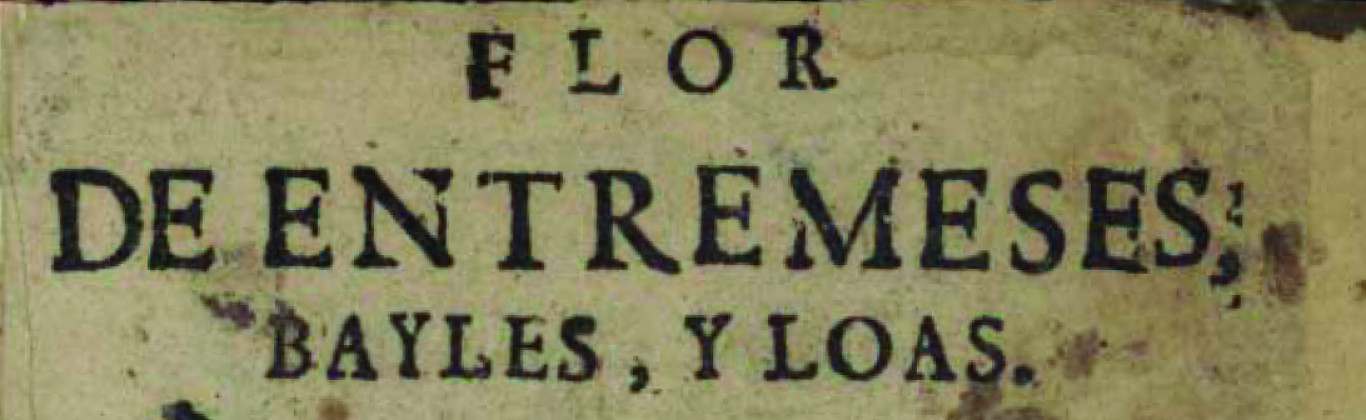 FLOR
DE ENTREMESES,
BAYLES, Y LOAS.